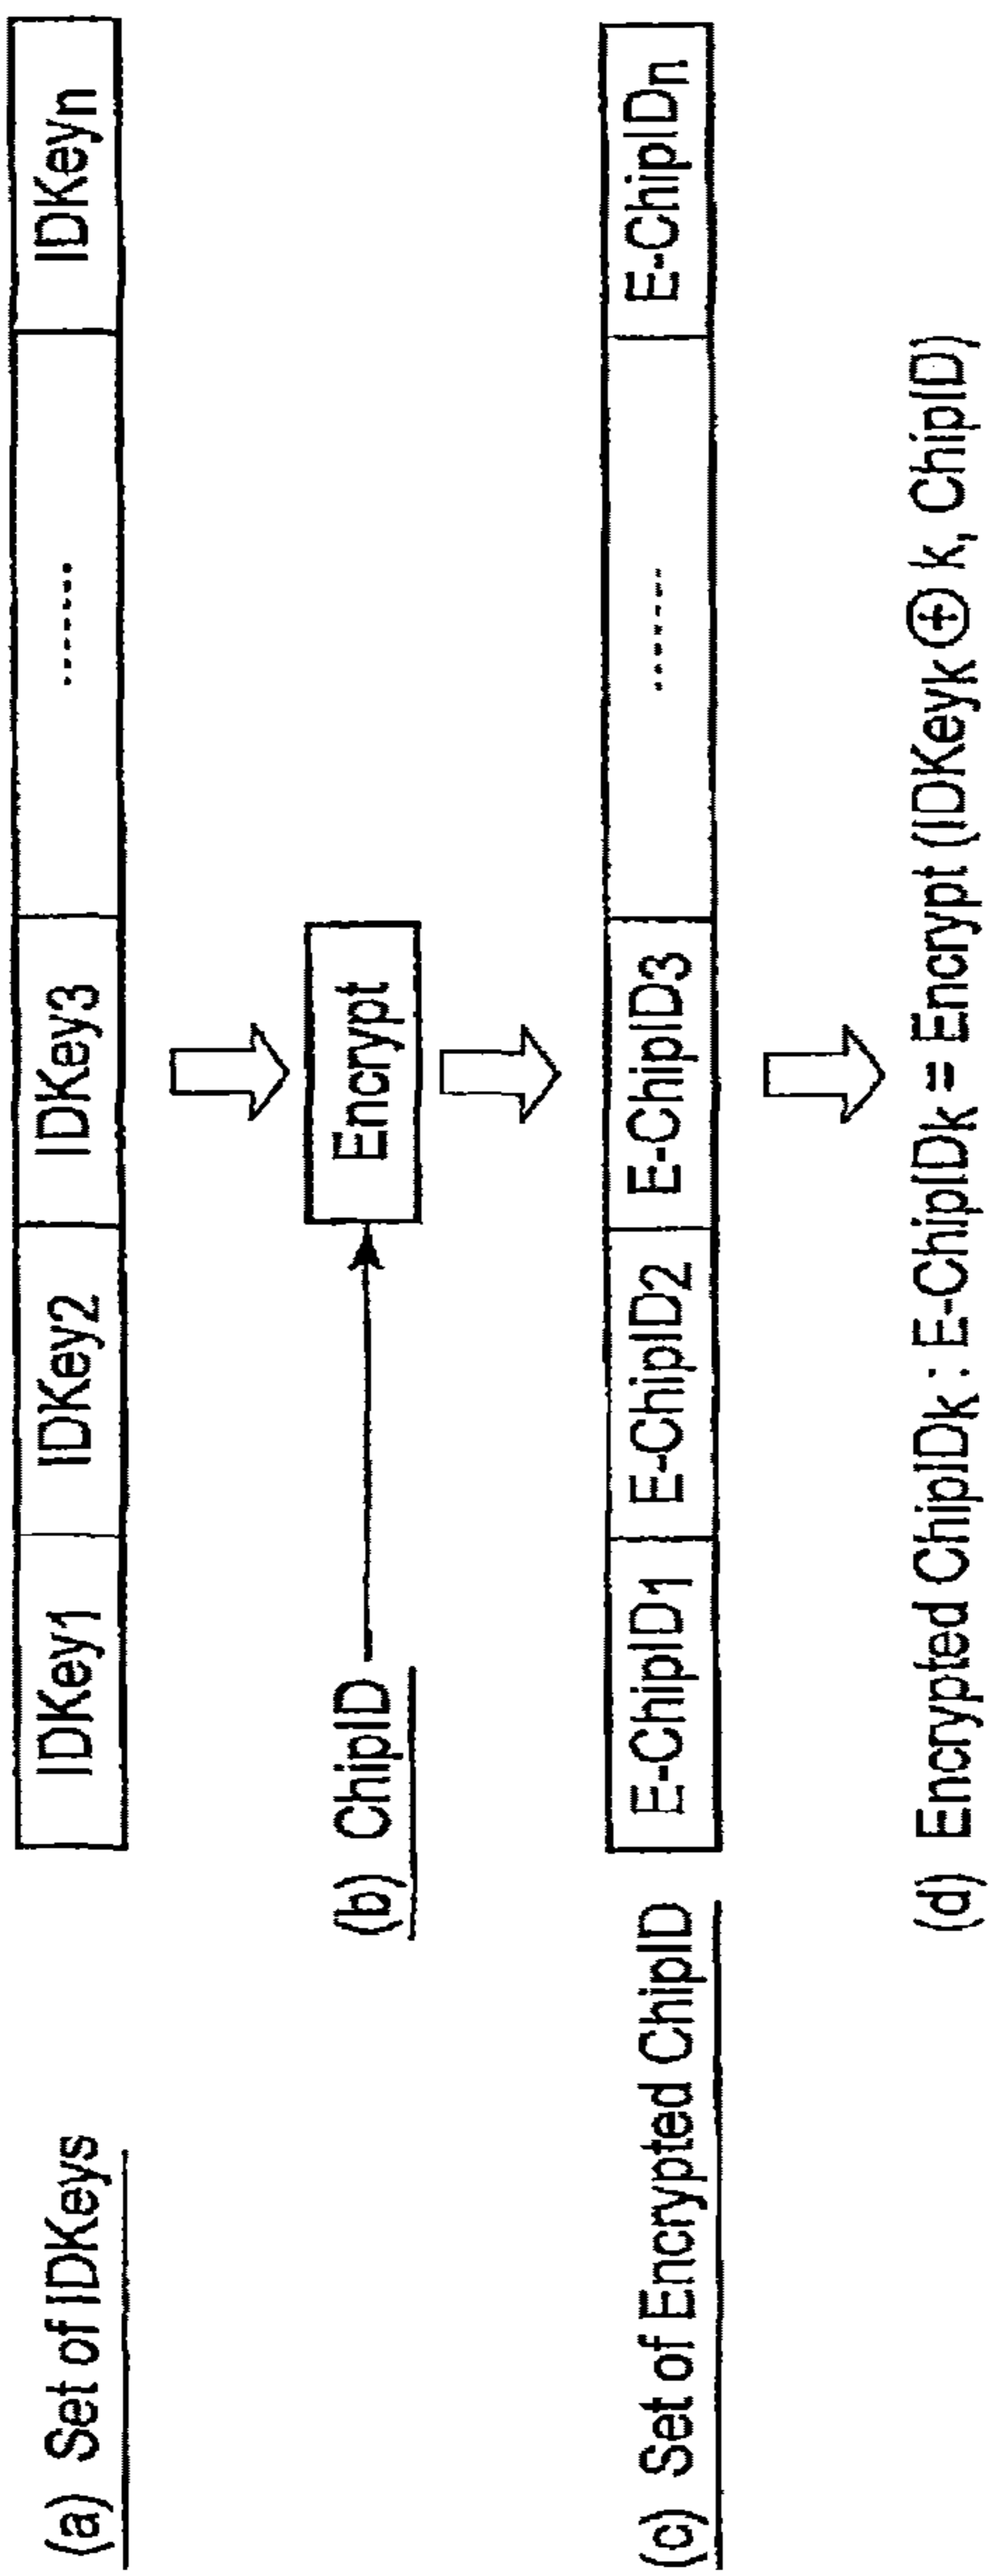 (a) Set of IDKeys
IDKey1 IDKey2 IDKey3 ....... IDKeyn
(b) ChipID
Encrypt
(c) Set of Encrypted ChipID
E-ChipID1 E-ChipID2 E-ChipID3 ....... E-ChipIDn
(d) Encrypted ChipIDk : E-ChipIDk = Encrypt (IDKeyk ⊕ k, ChipID)